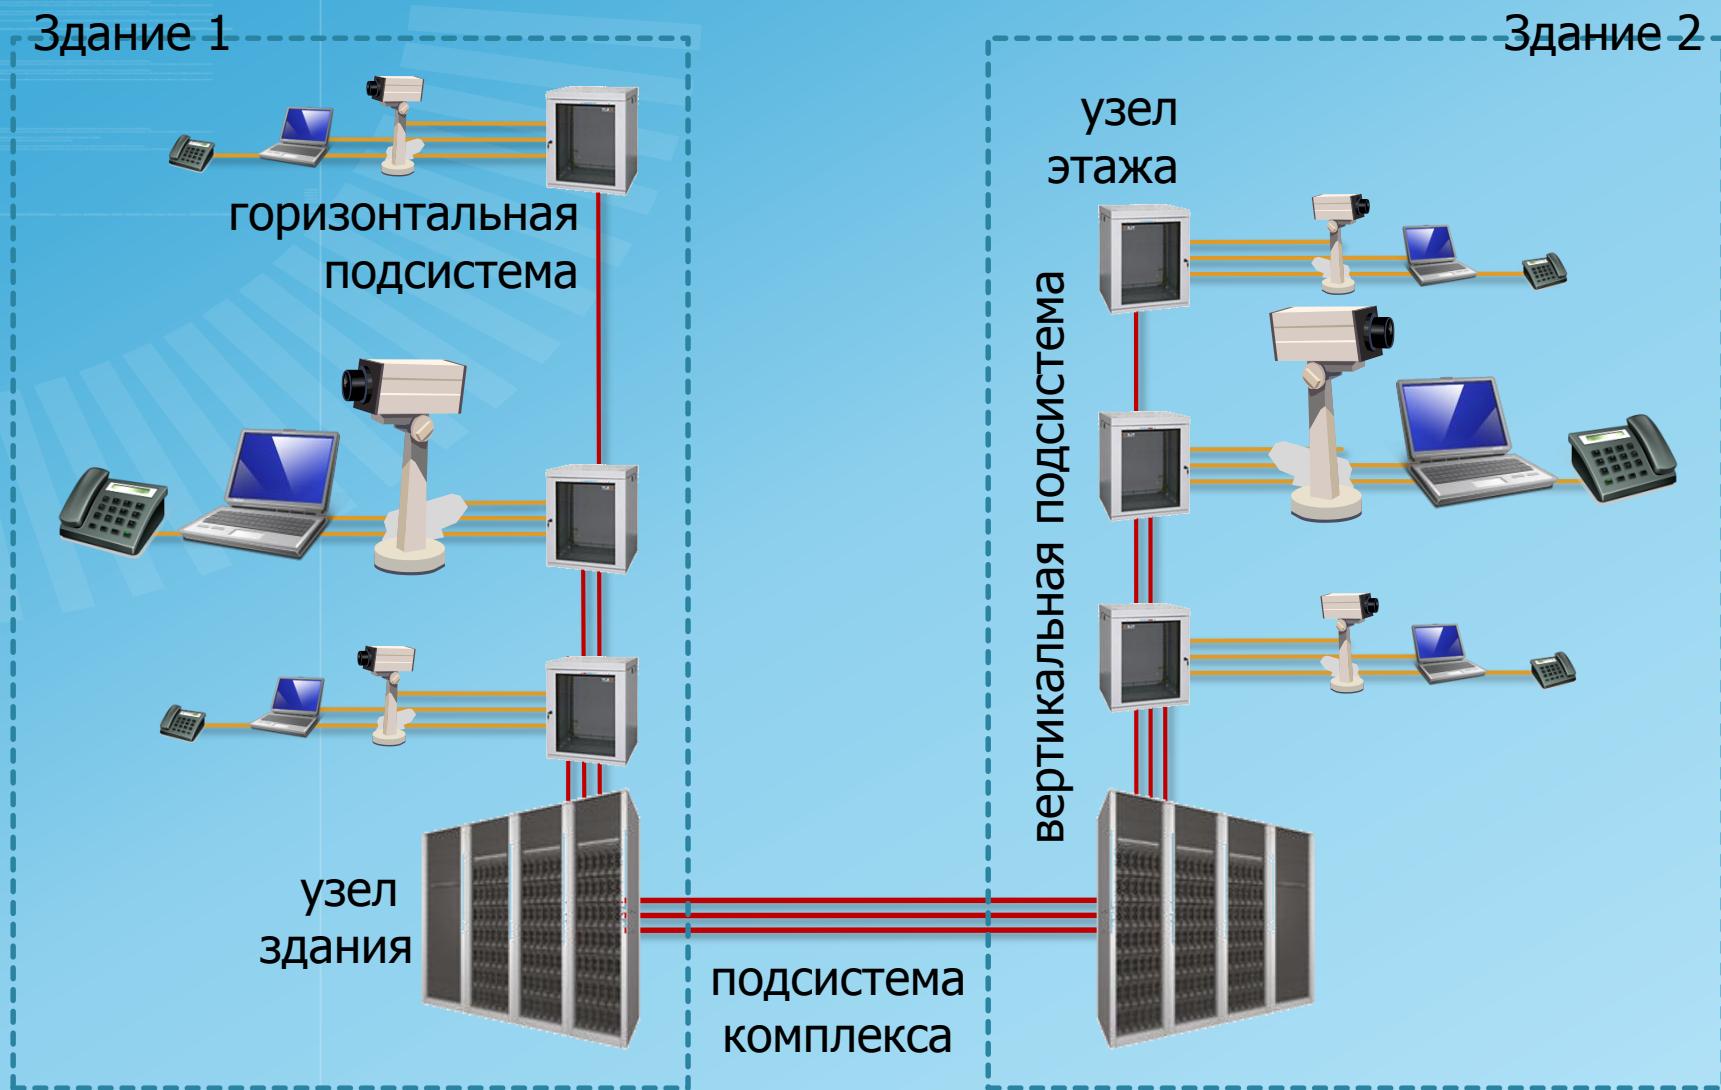 Здание 1
Здание 2
горизонтальная
подсистема
узел
этажа
вертикальная подсистема
узел
здания
подсистема
комплекса